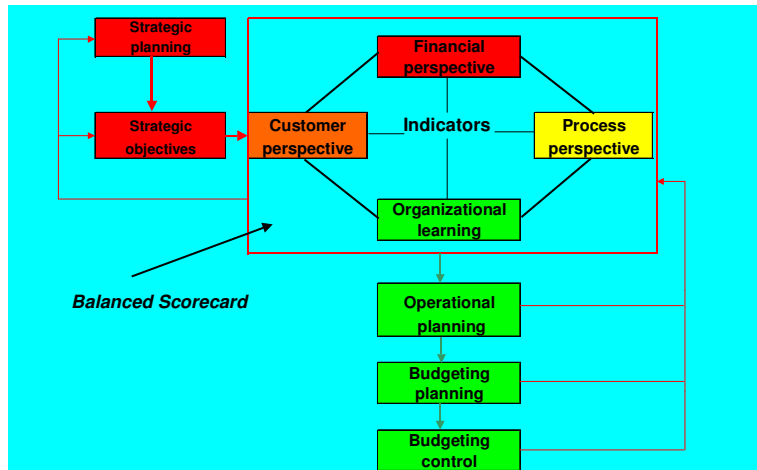 Strategic
planning
Financial
perspective
Strategic
objectives
Customer
perspective
Indicators
Process
perspective
Organizational
learning
Balanced Scorecard
Operational
planning
Budgeting
planning
Budgeting
control